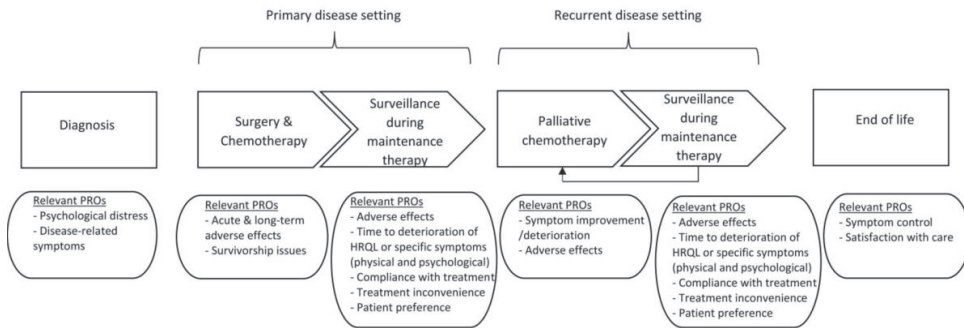 Primary disease setting
Recurrent disease setting
Diagnosis
Surgery &
Chemotherapy
Surveillance
during
maintenance
therapy
Palliative
chemotherapy
Surveillance
during
maintenance
therapy
End of life
Relevant PROs
- Psychological distress
- Disease-related
symptoms
Relevant PROs
- Acute & long-term
adverse effects
- Survivorship issues
Relevant PROs
- Adverse effects
- Time to deterioration of
HRQL or specific symptoms
(physical and psychological)
- Compliance with treatment
- Treatment inconvenience
- Patient preference
Relevant PROs
- Symptom improvement
/deterioration
- Adverse effects
Relevant PROs
- Adverse effects
- Time to deterioration of
HRQL or specific symptoms
(physical and psychological)
- Compliance with treatment
- Treatment inconvenience
- Patient preference
Relevant PROs
- Symptom control
- Satisfaction with care